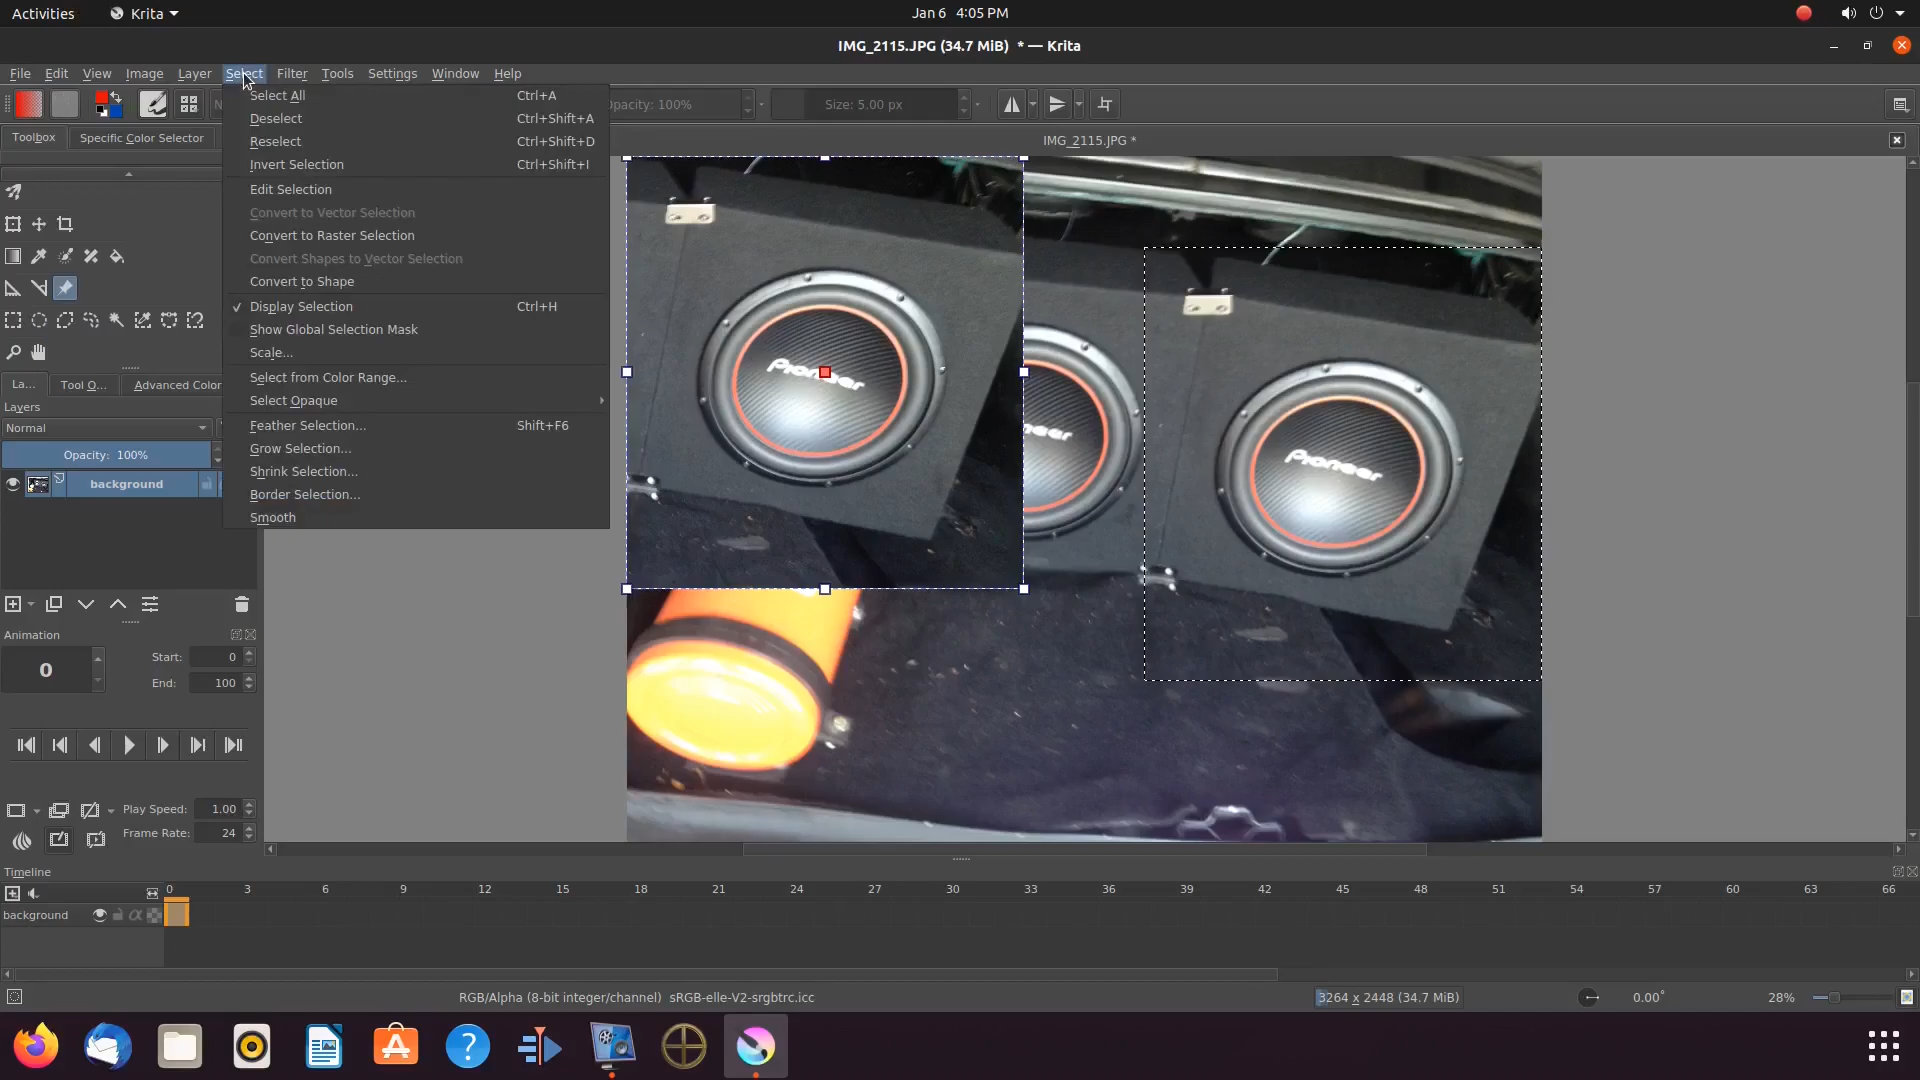 Activities Krita Jan 6 4:05 PM
IMG_2115.JPG (34.7 MiB) * — Krita
File Edit View Image Layer Select Filter Tools Settings Window Help
Opacity: 100% Size: 5.00 px
Toolbox Specific Color Selector IMG_2115.JPG *
Select All Ctrl+A
Deselect Ctrl+Shift+A
Reselect Ctrl+Shift+D
Invert Selection Ctrl+Shift+I
Edit Selection
Convert to Vector Selection
Convert to Raster Selection
Convert Shapes to Vector Selection
Convert to Shape
Display Selection Ctrl+H
Show Global Selection Mask
Scale...
Select from Color Range...
Select Opaque
Feather Selection... Shift+F6
Grow Selection...
Shrink Selection...
Border Selection...
Smooth
Pioneer
Pioneer
La... Tool O... Advanced Color
Layers
Normal
Opacity: 100%
background
Animation
0 Start: 0
End: 100
Play Speed: 1.00
Frame Rate: 24
Timeline
0 3 6 9 12 15 18 21 24 27 30 33 36 39 42 45 48 51 54 57 60 63 66
background
RGB/Alpha (8-bit integer/channel) sRGB-elle-V2-srgbtrc.icc 3264 x 2448 (34.7 MiB) 0.00° 28%